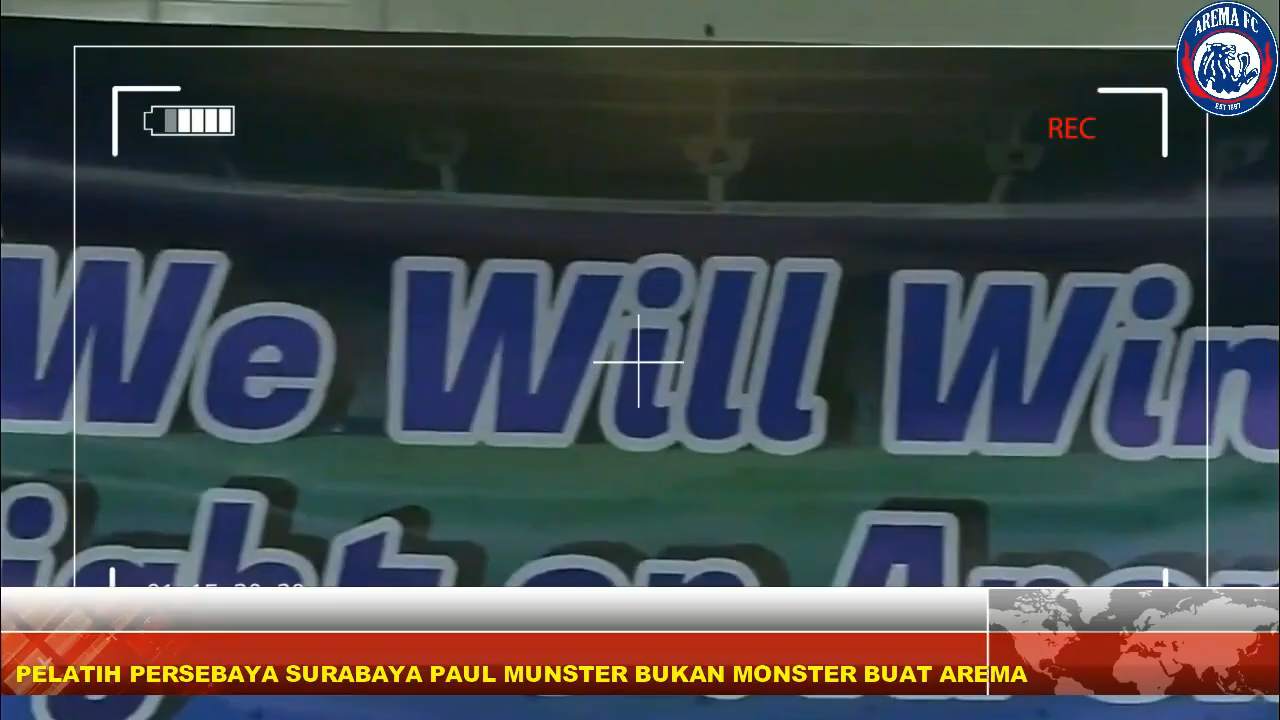 AREMA FC
EST 1987
REC
We Will Win
PELATIH PERSEBAYA SURABAYA PAUL MUNSTER BUKAN MONSTER BUAT AREMA